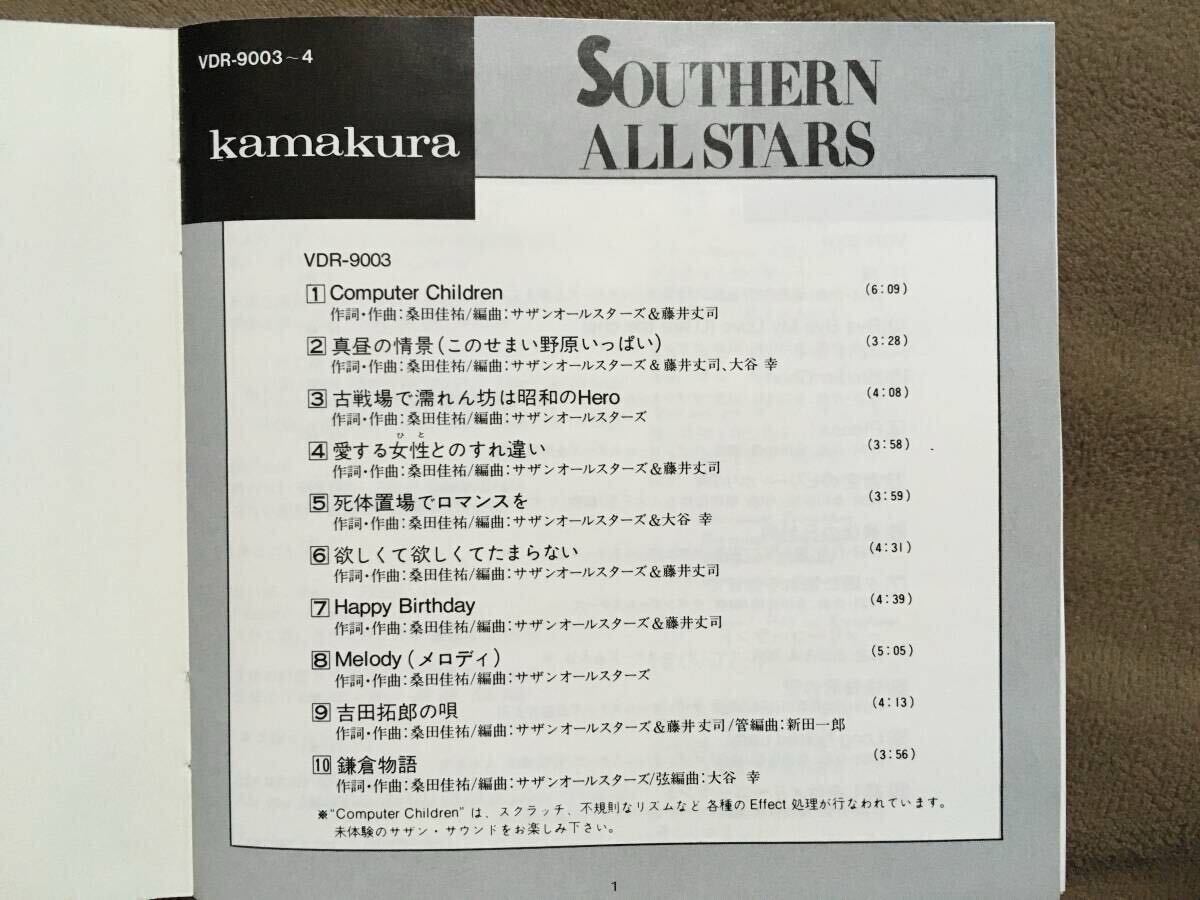 VDR-9003～4
kamakura
SOUTHERN
ALL STARS
VDR-9003
1 Computer Children (6:09)
作詞・作曲：桑田佳祐/編曲：サザンオールスターズ＆藤井丈司
2 真昼の情景(このせまい野原いっぱい) (3:28)
作詞・作曲：桑田佳祐/編曲：サザンオールスターズ＆藤井丈司、大谷 幸
3 古戦場で濡れん坊は昭和のHero (4:08)
作詞・作曲：桑田佳祐/編曲：サザンオールスターズ
ひと
4 愛する女性とのすれ違い (3:58)
作詞・作曲：桑田佳祐/編曲：サザンオールスターズ＆藤井丈司
5 死体置場でロマンスを (3:59)
作詞・作曲：桑田佳祐/編曲：サザンオールスターズ＆大谷 幸
6 欲しくて欲しくてたまらない (4:31)
作詞・作曲：桑田佳祐/編曲：サザンオールスターズ＆藤井丈司
7 Happy Birthday (4:39)
作詞・作曲：桑田佳祐/編曲：サザンオールスターズ＆藤井丈司
8 Melody(メロディ) (5:05)
作詞・作曲：桑田佳祐/編曲：サザンオールスターズ
9 吉田拓郎の唄 (4:13)
作詞・作曲：桑田佳祐/編曲：サザンオールスターズ＆藤井丈司/管編曲：新田一郎
10 鎌倉物語 (3:56)
作詞・作曲：桑田佳祐/編曲：サザンオールスターズ/弦編曲：大谷 幸
※"Computer Children"は、スクラッチ、不規則なリズムなど 各種のEffect 処理が行なわれています。
未体験のサザン・サウンドをお楽しみ下さい。
1